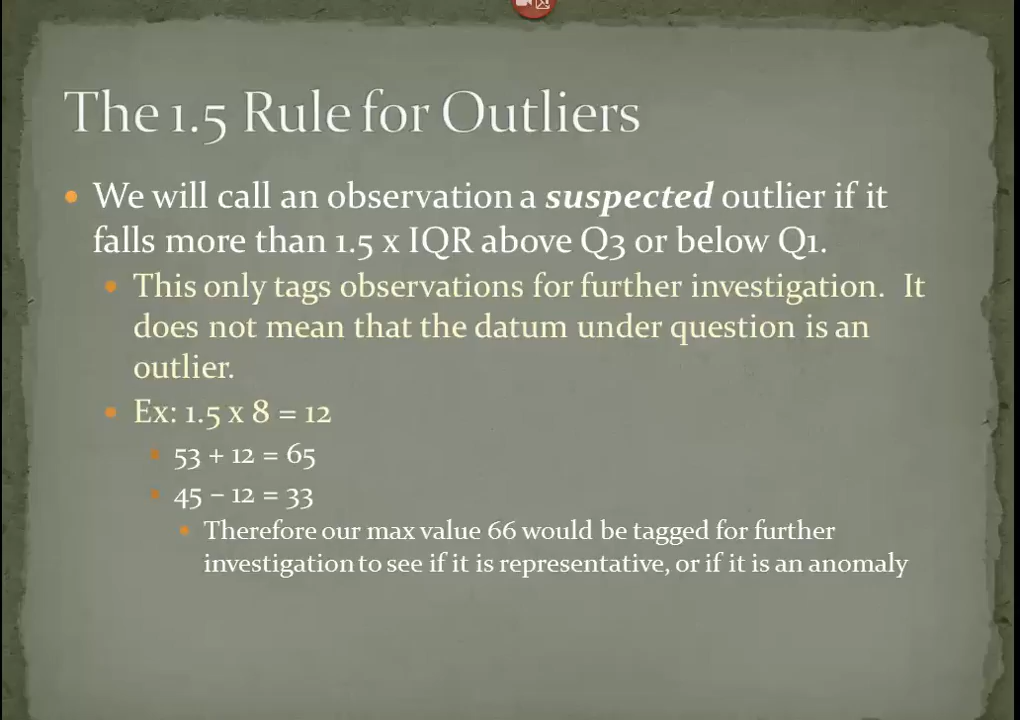 The 1.5 Rule for Outliers
We will call an observation a suspected outlier if it
falls more than 1.5 x IQR above Q3 or below Q1.
This only tags observations for further investigation. It
does not mean that the datum under question is an
outlier.
Ex: 1.5 x 8 = 12
53 + 12 = 65
45 – 12 = 33
Therefore our max value 66 would be tagged for further
investigation to see if it is representative, or if it is an anomaly